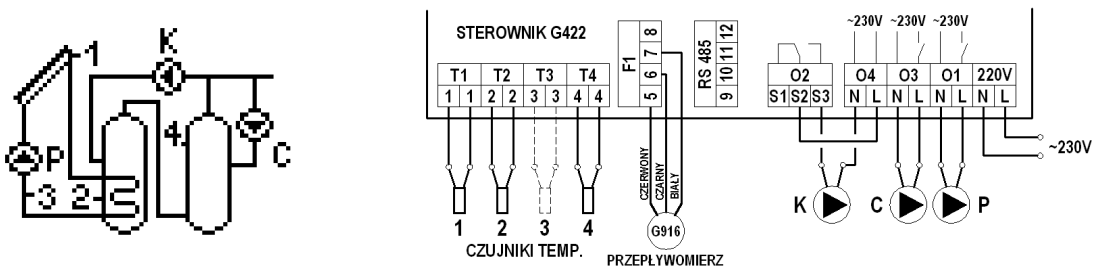 K
1
4
P
C
3
2
STEROWNIK G422
T1 T2 T3 T4
1 1 2 2 3 3 4 4
F1
5 6 7 8
RS 485
9 10 11 12
~230V ~230V ~230V
O2 O4 O3 O1 220V
S1 S2 S3 N L N L N L N L
~230V
CZERWONY
CZARNY
BIAŁY
G916
K C P
1 2 3 4
CZUJNIKI TEMP.
PRZEPŁYWOMIERZ